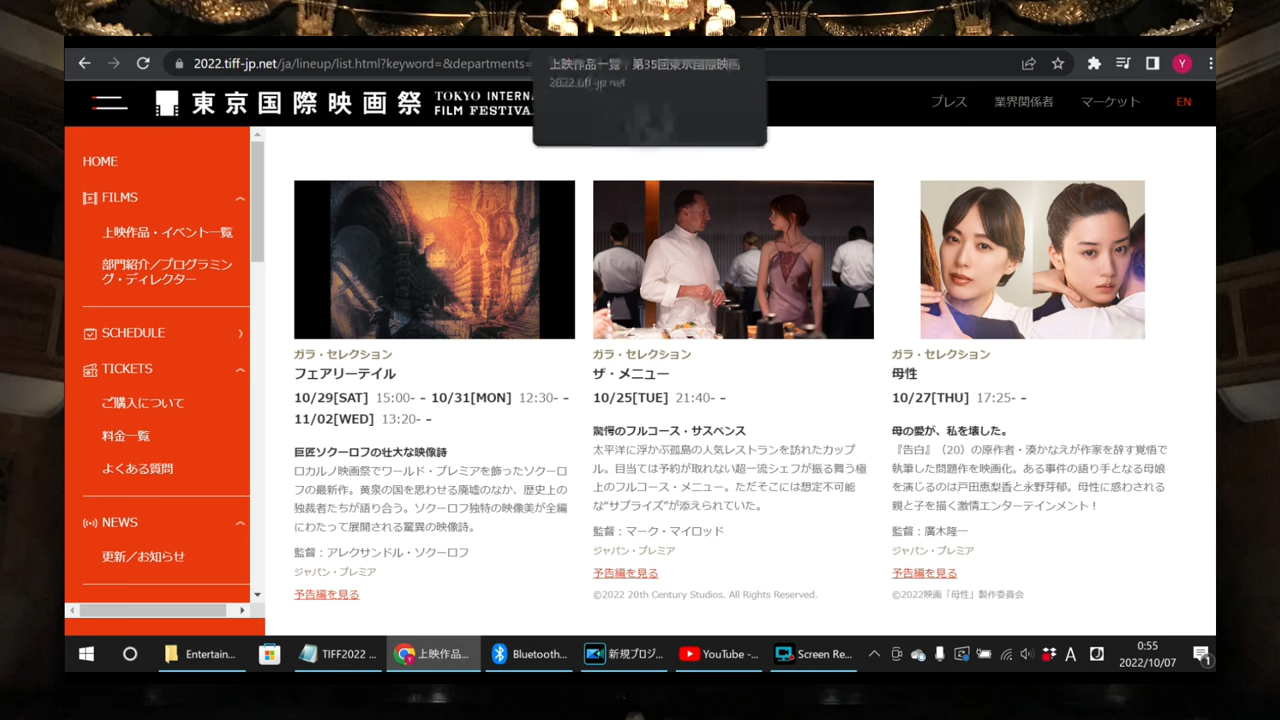 2022.tiff-jp.net/ja/lineup/list.html?keyword=&departments=
上映作品一覧 第35回東京国際映画
2022.tiff-jp.net
Y
東京国際映画祭
TOKYO INTERN
FILM FESTIVA
プレス
業界関係者
マーケット
EN
HOME
FILMS
上映作品・イベント一覧
部門紹介／プログラミン
グ・ディレクター
SCHEDULE
TICKETS
ご購入について
料金一覧
よくある質問
NEWS
更新／お知らせ
ガラ・セレクション
フェアリーテイル
10/29[SAT] 15:00- - 10/31[MON] 12:30- -
11/02[WED] 13:20- -
巨匠ソクーロフの壮大な映像詩
ロカルノ映画祭でワールド・プレミアを飾ったソクーロ
フの最新作。黄泉の国を思わせる廃墟のなか、歴史上の
独裁者たちが語り合う。ソクーロフ独特の映像美が全編
にわたって展開される驚異の映像詩。
監督：アレクサンドル・ソクーロフ
ジャパン・プレミア
予告編を見る
ガラ・セレクション
ザ・メニュー
10/25[TUE] 21:40- -
驚愕のフルコース・サスペンス
太平洋に浮かぶ孤島の人気レストランを訪れたカップ
ル。目当ては予約が取れない超一流シェフが振る舞う極
上のフルコース・メニュー。ただそこには想定不可能
な“サプライズ”が添えられていた。
監督：マーク・マイロッド
ジャパン・プレミア
予告編を見る
©2022 20th Century Studios. All Rights Reserved.
ガラ・セレクション
母性
10/27[THU] 17:25- -
母の愛が、私を壊した。
『告白』（20）の原作者・湊かなえが作家を辞す覚悟で
執筆した問題作を映画化。ある事件の語り手となる母娘
を演じるのは戸田恵梨香と永野芽郁。母性に惑わされる
親と子を描く激情エンターテインメント！
監督：廣木隆一
ジャパン・プレミア
予告編を見る
©2022映画「母性」製作委員会
Entertain...
TIFF2022 ...
上映作品...
Bluetooth...
新規プロジ...
YouTube -...
Screen Re...
A
0:55
2022/10/07
1